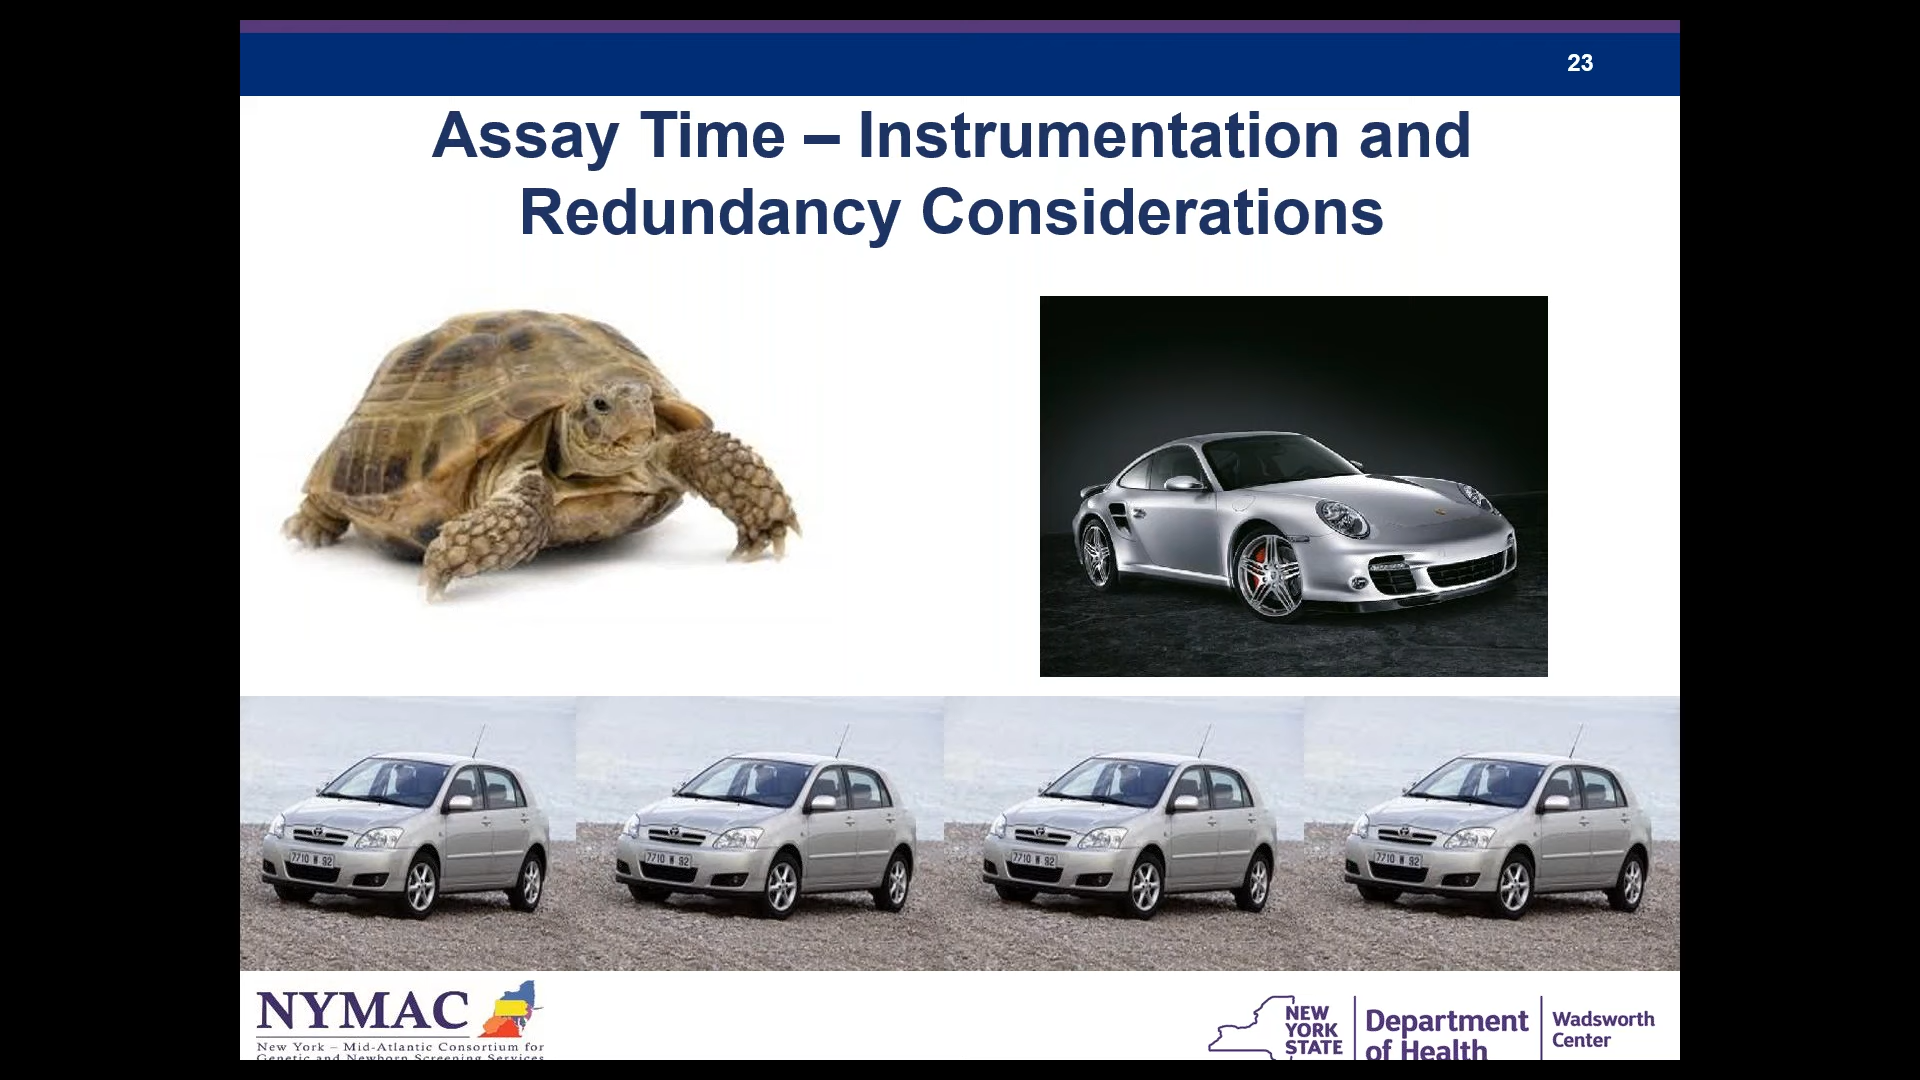 23
Assay Time – Instrumentation and
Redundancy Considerations
7710 W 92
7710 W 92
7710 W 92
7710 W 92
NYMAC
New York – Mid-Atlantic Consortium for
Genetic and Newborn Screening Services
NEW
YORK
STATE
Department
of Health
Wadsworth
Center